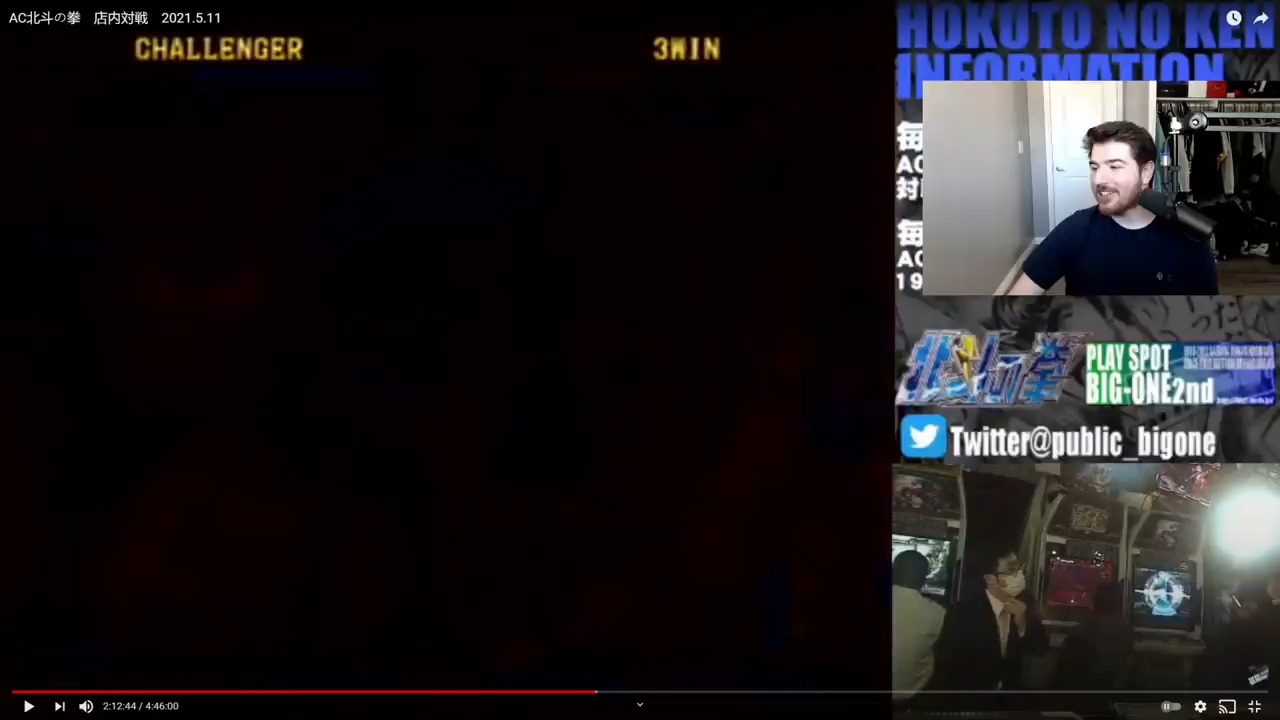 AC北斗の拳　店内対戦　2021.5.11
CHALLENGER
3MIN
HOKUTO NO KEN
INFORMATION
毎
AC
対
毎
AC
19
北斗の拳
PLAY SPOT
BIG-ONE2nd
Twitter@public_bigone
2:12:44 / 4:46:00